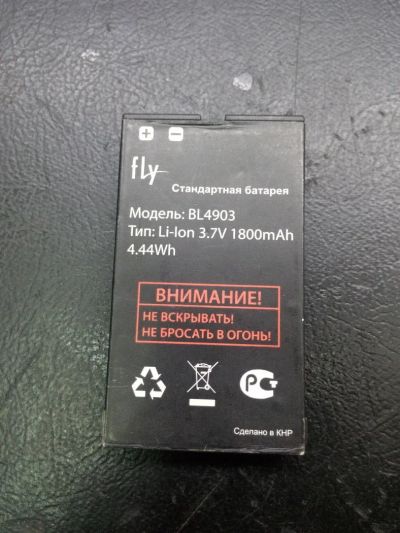 + −
fly
Стандартная батарея
Модель: BL4903
Тип: Li-Ion 3.7V 1800mAh
4.44Wh
ВНИМАНИЕ!
НЕ ВСКРЫВАТЬ!
НЕ БРОСАТЬ В ОГОНЬ!
Сделано в КНР